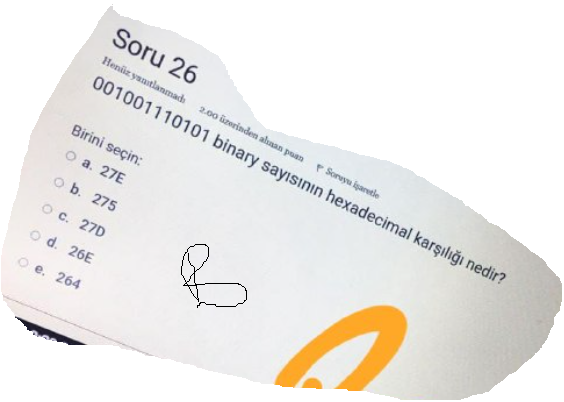 Soru 26
Henüz yanıtlanmadı 2.00 üzerinden alınan puan Soruyu işaretle
001001110101 binary sayısının hexadecimal karşılığı nedir?
Birini seçin:
a. 27E
b. 275
c. 27D
d. 26E
e. 264